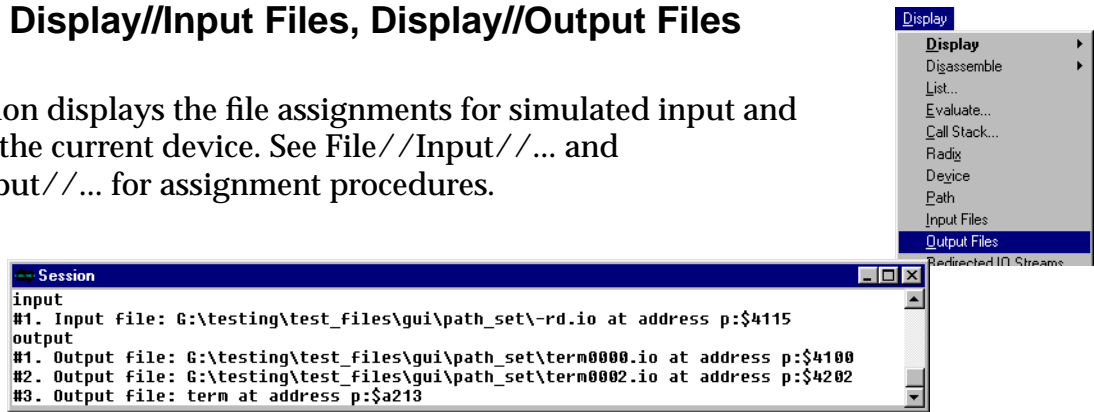 Display//Input Files, Display//Output Files
displays the file assignments for simulated input and
the current device. See File//Input//... and
for assignment procedures.
Display
Display
Disassemble
List...
Evaluate...
Call Stack...
Radix
Device
Path
Input Files
Output Files
Redirected IO Streams
Session
input
#1. Input file: G:\testing\test_files\gui\path_set\-rd.io at address p:$4115
output
#1. Output file: G:\testing\test_files\gui\path_set\term0000.io at address p:$4100
#2. Output file: G:\testing\test_files\gui\path_set\term0002.io at address p:$4202
#3. Output file: term at address p:$a213